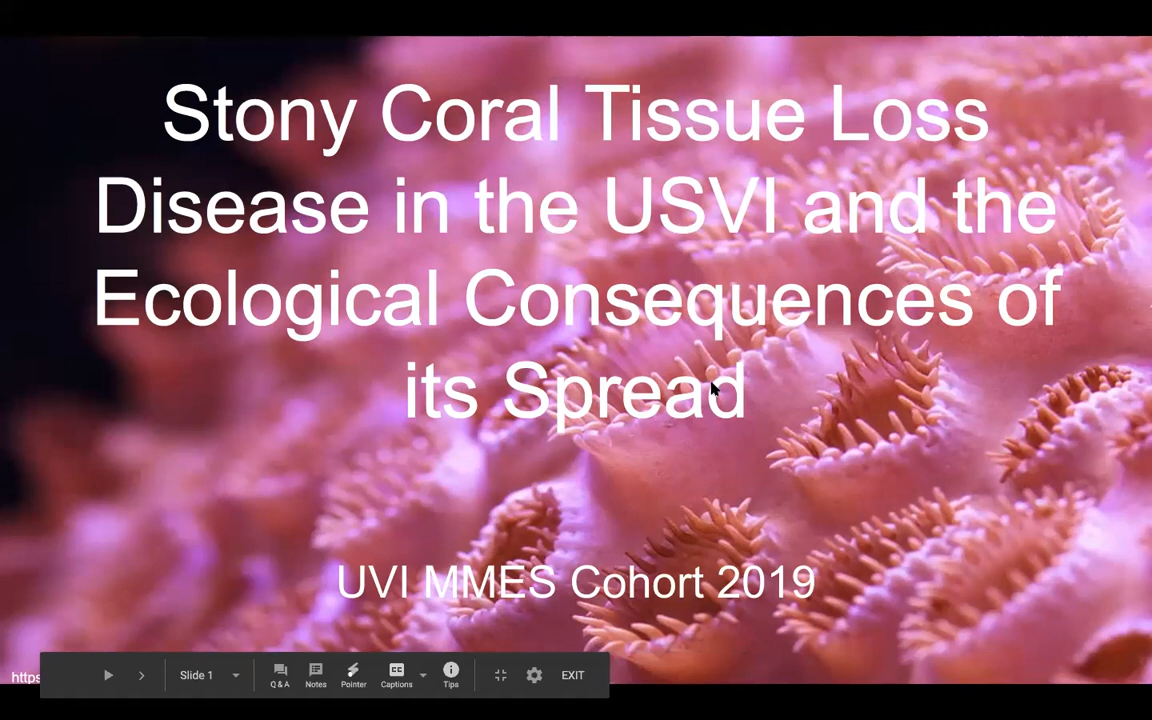 Stony Coral Tissue Loss
Disease in the USVI and the
Ecological Consequences of
its Spread
UVI MMES Cohort 2019
https
Slide 1
Q & A
Notes
Pointer
CC
Captions
Tips
EXIT